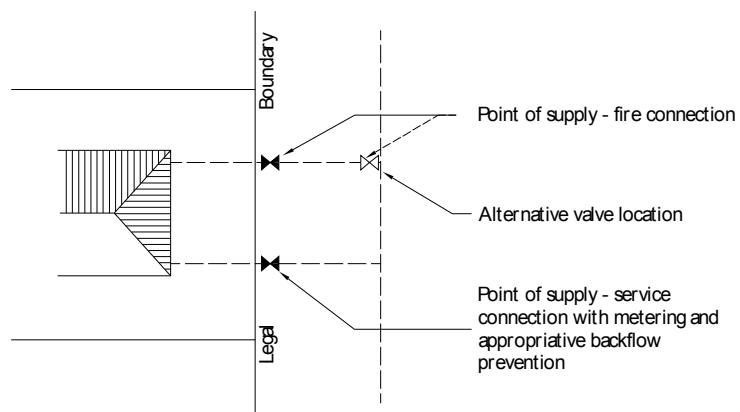 Boundary
Legal
Point of supply - fire connection
Alternative valve location
Point of supply - service
connection with metering and
appropriative backflow
prevention